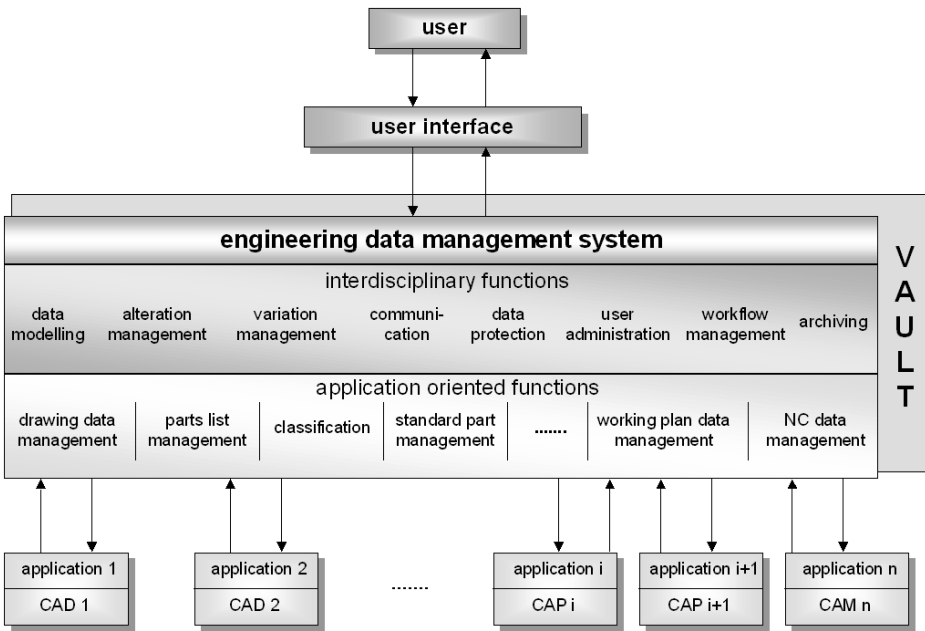 user
user interface
engineering data management system
interdisciplinary functions
data modelling
alteration management
variation management
communi-cation
data protection
user administration
workflow management
archiving
application oriented functions
drawing data management
parts list management
classification
standard part management
.......
working plan data management
NC data management
VAULT
application 1
CAD 1
application 2
CAD 2
.......
application i
CAP i
application i+1
CAP i+1
application n
CAM n